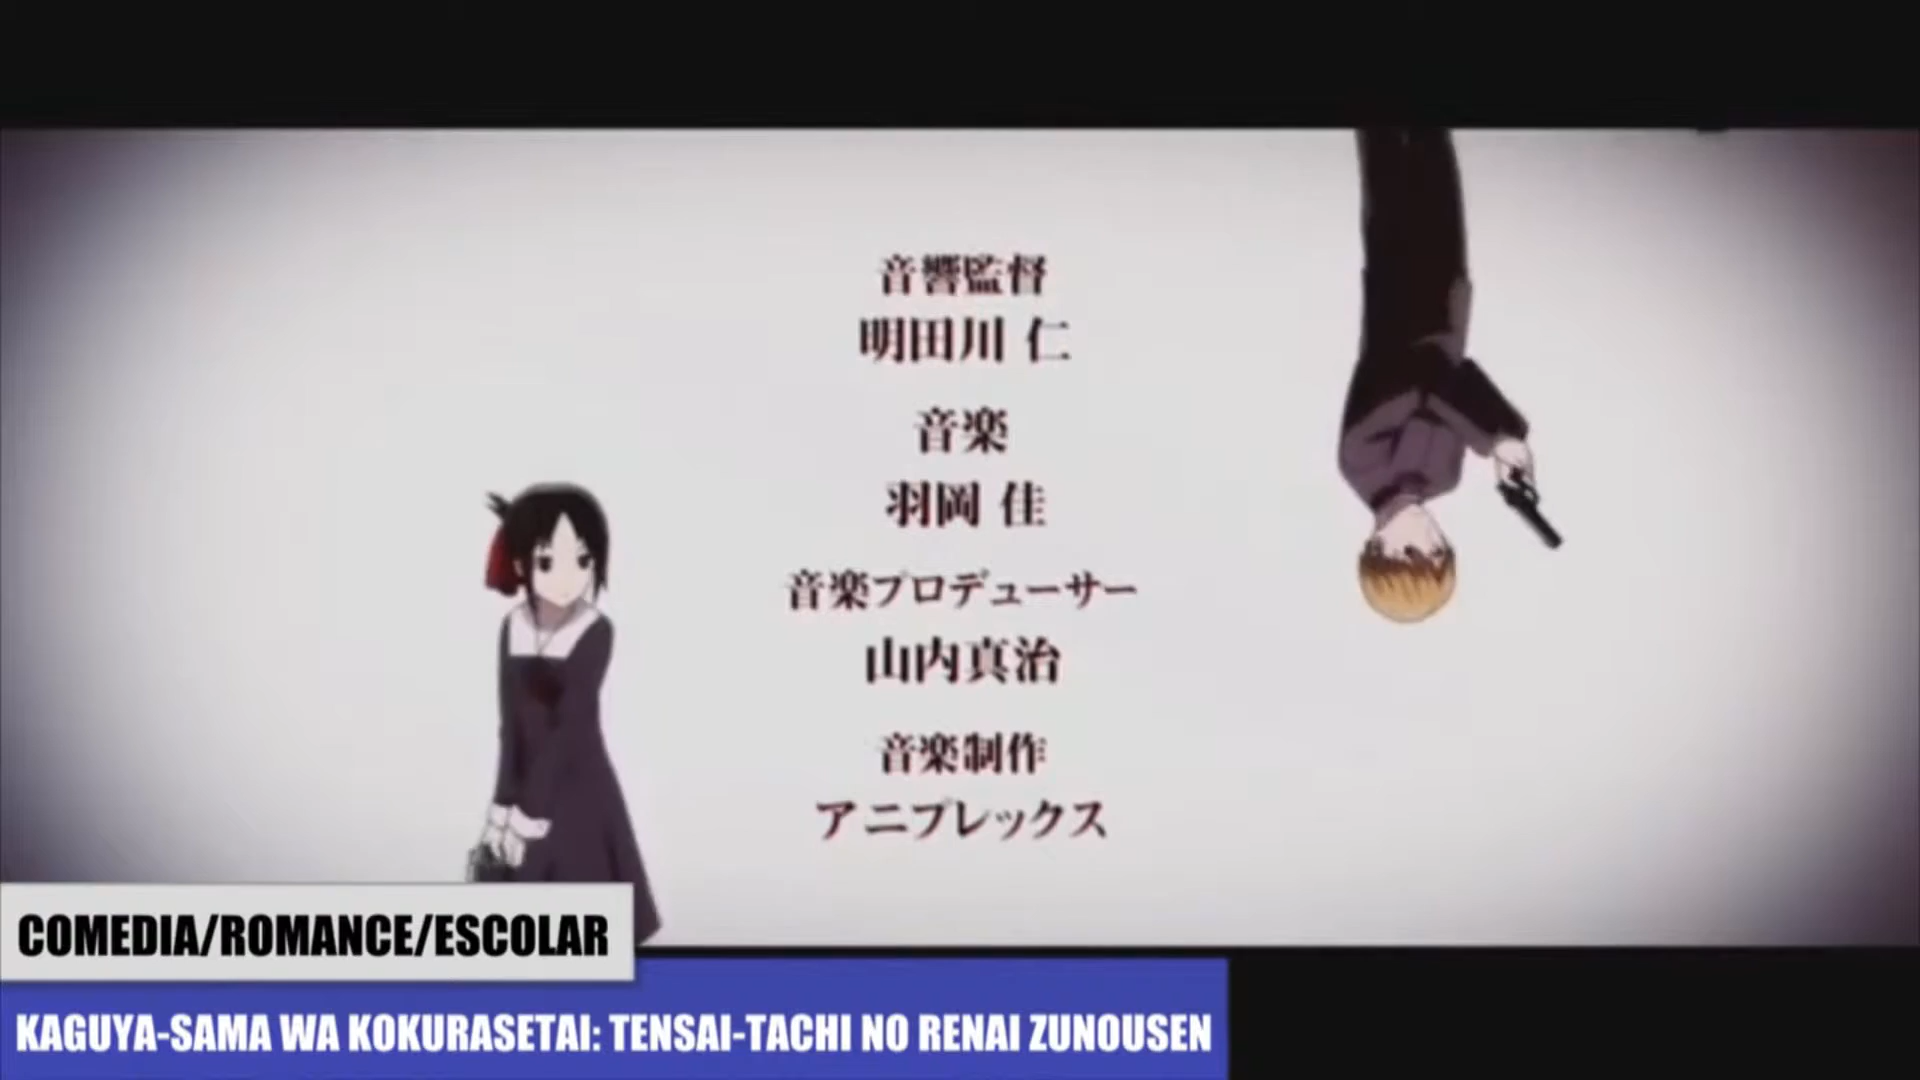 音響監督
明田川 仁
音楽
羽岡 佳
音楽プロデューサー
山内真治
音楽制作
アニプレックス
COMEDIA/ROMANCE/ESCOLAR
KAGUYA-SAMA WA KOKURASETAI: TENSAI-TACHI NO RENAI ZUNOUSEN